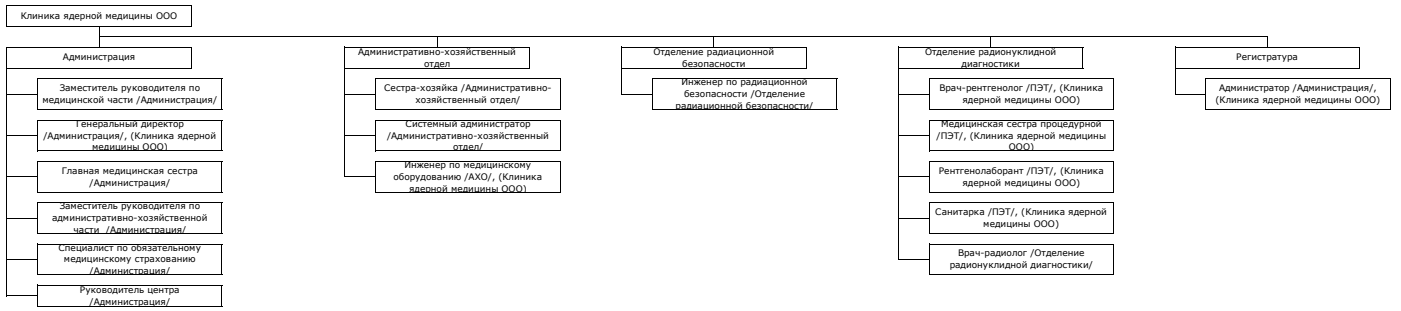 Клиника ядерной медицины ООО
Администрация
Заместитель руководителя по
медицинской части /Администрация/
Генеральный директор
/Администрация/, (Клиника ядерной
медицины ООО)
Главная медицинская сестра
/Администрация/
Заместитель руководителя по
административно-хозяйственной
части /Администрация/
Специалист по обязательному
медицинскому страхованию
/Администрация/
Руководитель центра
/Администрация/
Административно-хозяйственный
отдел
Сестра-хозяйка /Административно-
хозяйственный отдел/
Системный администратор
/Административно-хозяйственный
отдел/
Инженер по медицинскому
оборудованию /АХО/, (Клиника
ядерной медицины ООО)
Отделение радиационной
безопасности
Инженер по радиационной
безопасности /Отделение
радиационной безопасности/
Отделение радионуклидной
диагностики
Врач-рентгенолог /ПЭТ/, (Клиника
ядерной медицины ООО)
Медицинская сестра процедурной
/ПЭТ/, (Клиника ядерной медицины
ООО)
Рентгенолаборант /ПЭТ/, (Клиника
ядерной медицины ООО)
Санитарка /ПЭТ/, (Клиника ядерной
медицины ООО)
Врач-радиолог /Отделение
радионуклидной диагностики/
Регистратура
Администратор /Администрация/,
(Клиника ядерной медицины ООО)